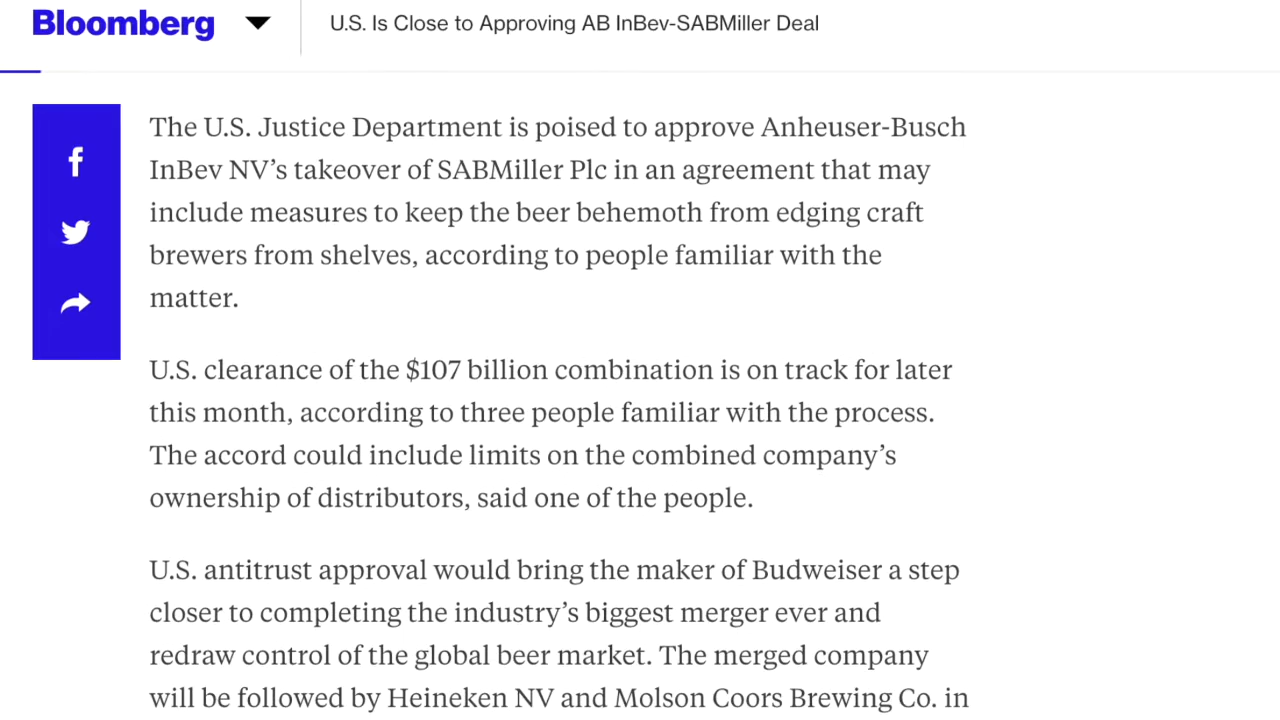 Bloomberg
U.S. Is Close to Approving AB InBev-SABMiller Deal
The U.S. Justice Department is poised to approve Anheuser-Busch
InBev NV’s takeover of SABMiller Plc in an agreement that may
include measures to keep the beer behemoth from edging craft
brewers from shelves, according to people familiar with the
matter.
U.S. clearance of the $107 billion combination is on track for later
this month, according to three people familiar with the process.
The accord could include limits on the combined company’s
ownership of distributors, said one of the people.
U.S. antitrust approval would bring the maker of Budweiser a step
closer to completing the industry’s biggest merger ever and
redraw control of the global beer market. The merged company
will be followed by Heineken NV and Molson Coors Brewing Co. in